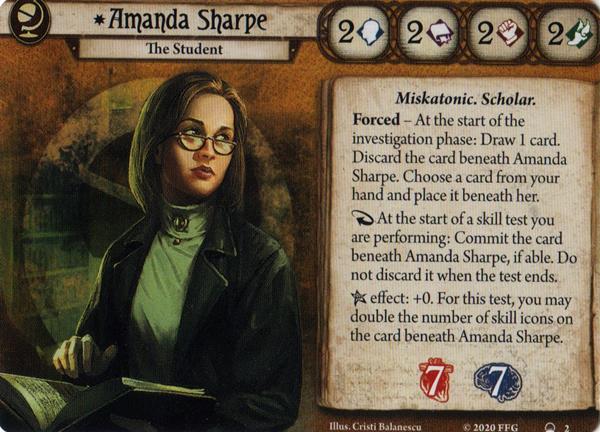 ✷Amanda Sharpe
The Student
2 2 2 2
Miskatonic. Scholar.
Forced – At the start of the
investigation phase: Draw 1 card.
Discard the card beneath Amanda
Sharpe. Choose a card from your
hand and place it beneath her.
At the start of a skill test you
are performing: Commit the card
beneath Amanda Sharpe, if able. Do
not discard it when the test ends.
effect: +0. For this test, you may
double the number of skill icons on
the card beneath Amanda Sharpe.
7 7
Illus. Cristi Balanescu © 2020 FFG 2